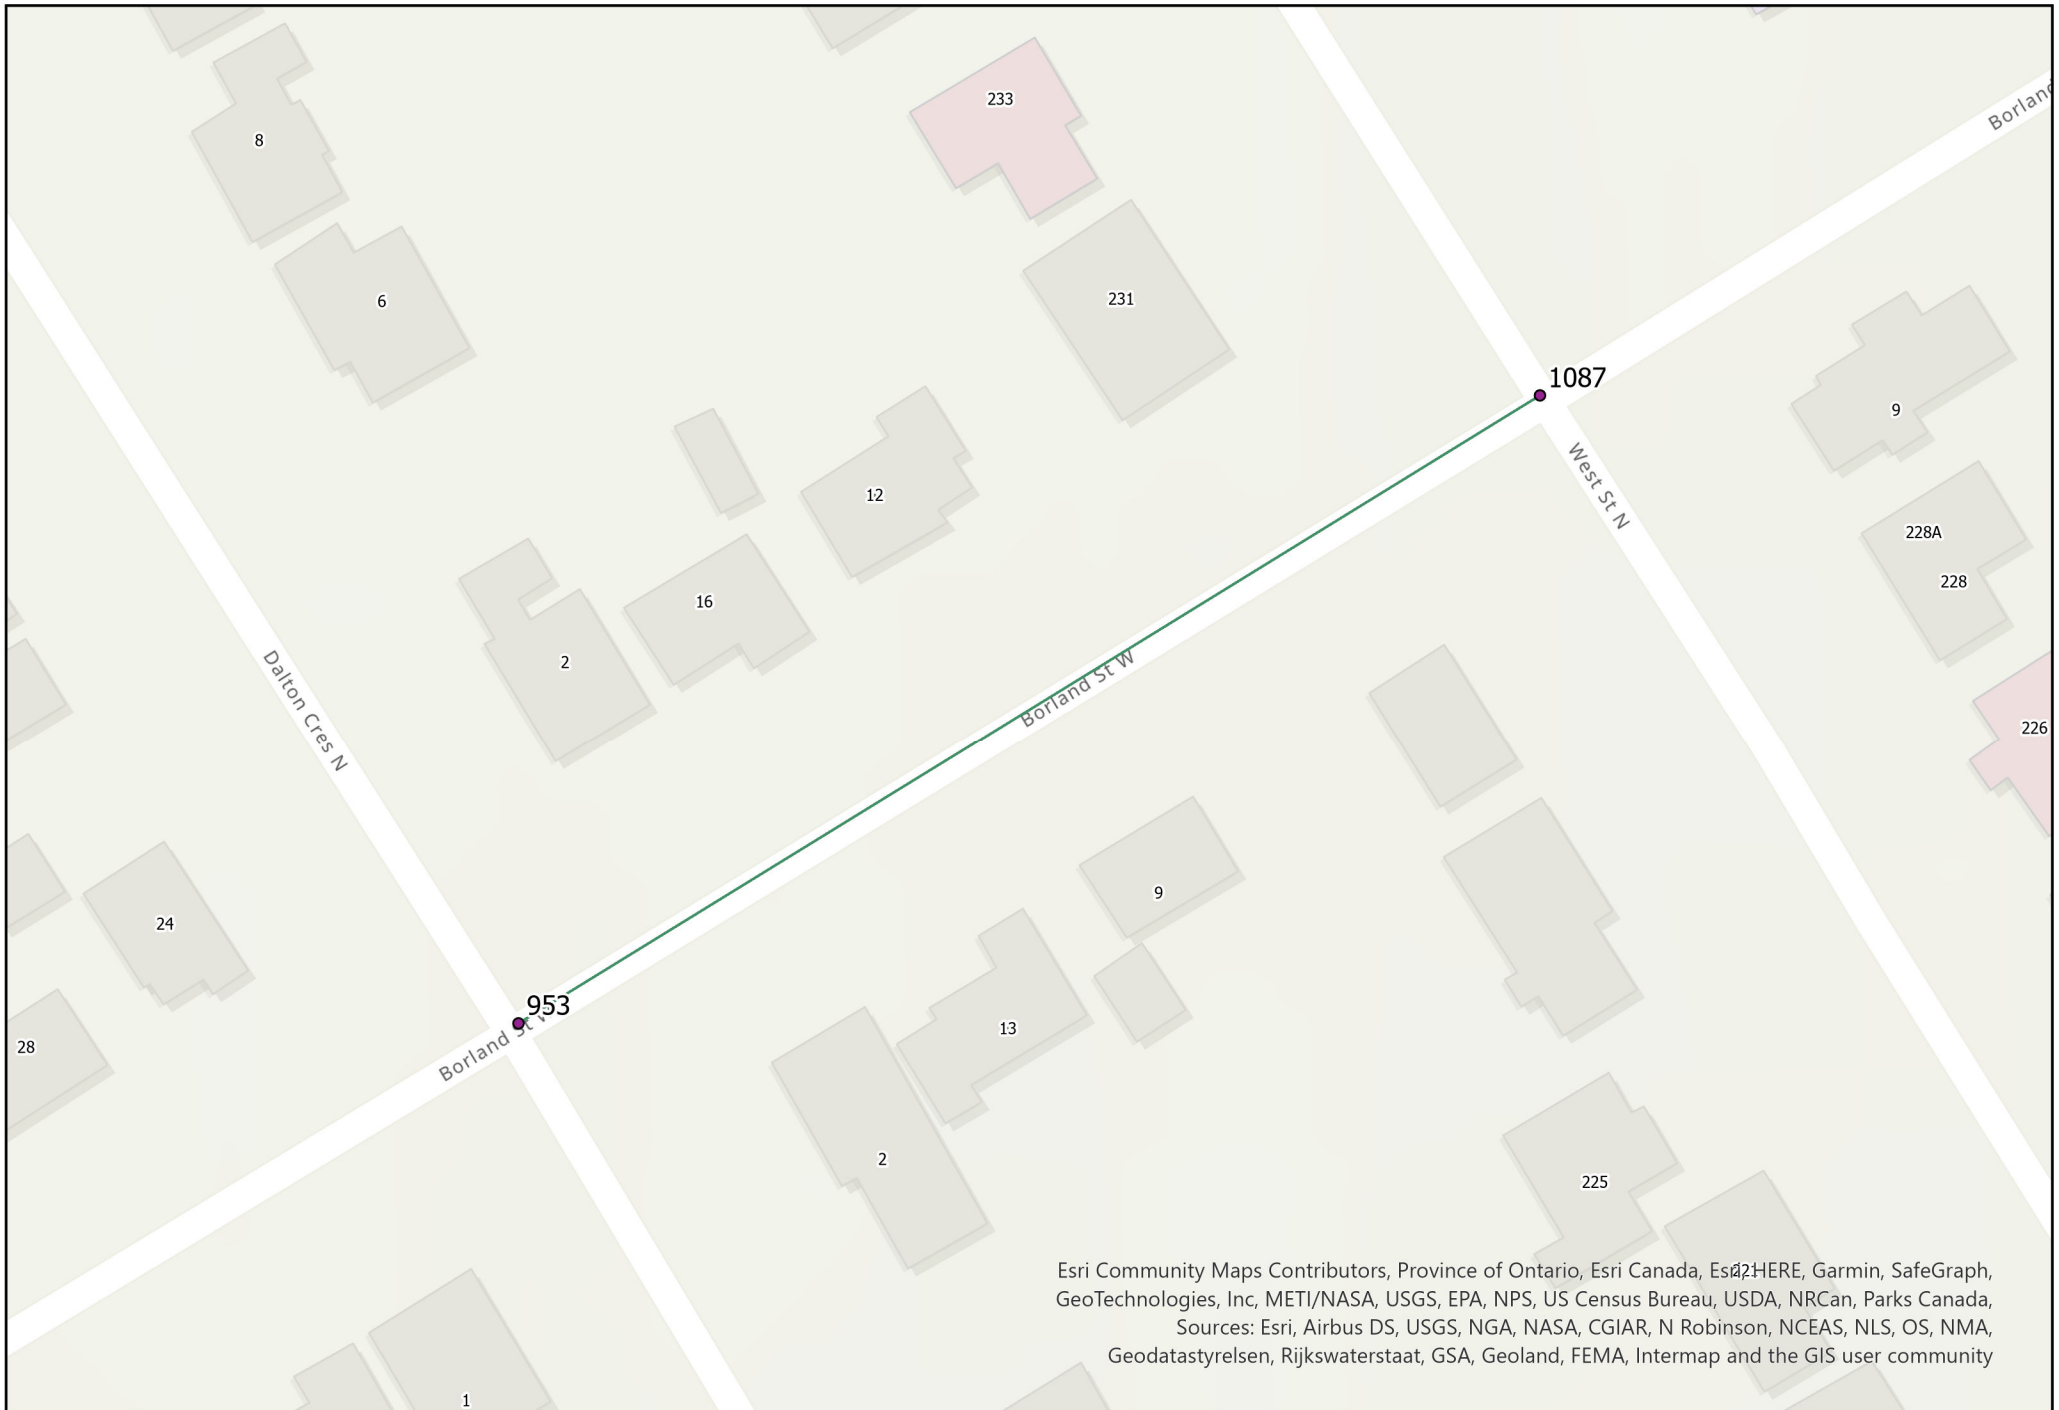 233
Borland
8
231
6
1087
9
12
West St N
228A
16
228
2
Dalton Cres N
Borland St W
226
9
24
953
13
28
Borland St
2
225
Esri Community Maps Contributors, Province of Ontario, Esri Canada, Esri, HERE, Garmin, SafeGraph,
GeoTechnologies, Inc, METI/NASA, USGS, EPA, NPS, US Census Bureau, USDA, NRCan, Parks Canada,
Sources: Esri, Airbus DS, USGS, NGA, NASA, CGIAR, N Robinson, NCEAS, NLS, OS, NMA,
Geodatastyrelsen, Rijkswaterstaat, GSA, Geoland, FEMA, Intermap and the GIS user community
1